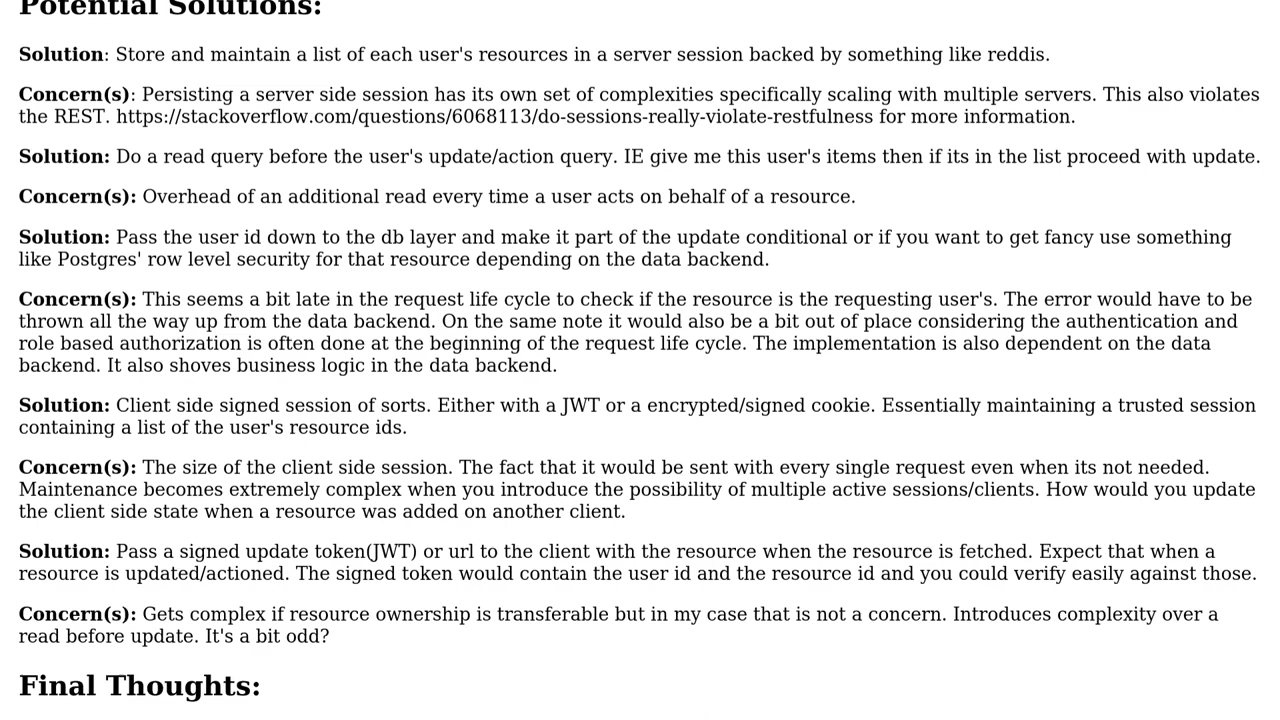 Potential Solutions:
Solution: Store and maintain a list of each user's resources in a server session backed by something like reddis.
Concern(s): Persisting a server side session has its own set of complexities specifically scaling with multiple servers. This also violates
the REST. https://stackoverflow.com/questions/6068113/do-sessions-really-violate-restfulness for more information.
Solution: Do a read query before the user's update/action query. IE give me this user's items then if its in the list proceed with update.
Concern(s): Overhead of an additional read every time a user acts on behalf of a resource.
Solution: Pass the user id down to the db layer and make it part of the update conditional or if you want to get fancy use something
like Postgres' row level security for that resource depending on the data backend.
Concern(s): This seems a bit late in the request life cycle to check if the resource is the requesting user's. The error would have to be
thrown all the way up from the data backend. On the same note it would also be a bit out of place considering the authentication and
role based authorization is often done at the beginning of the request life cycle. The implementation is also dependent on the data
backend. It also shoves business logic in the data backend.
Solution: Client side signed session of sorts. Either with a JWT or a encrypted/signed cookie. Essentially maintaining a trusted session
containing a list of the user's resource ids.
Concern(s): The size of the client side session. The fact that it would be sent with every single request even when its not needed.
Maintenance becomes extremely complex when you introduce the possibility of multiple active sessions/clients. How would you update
the client side state when a resource was added on another client.
Solution: Pass a signed update token(JWT) or url to the client with the resource when the resource is fetched. Expect that when a
resource is updated/actioned. The signed token would contain the user id and the resource id and you could verify easily against those.
Concern(s): Gets complex if resource ownership is transferable but in my case that is not a concern. Introduces complexity over a
read before update. It's a bit odd?
Final Thoughts: